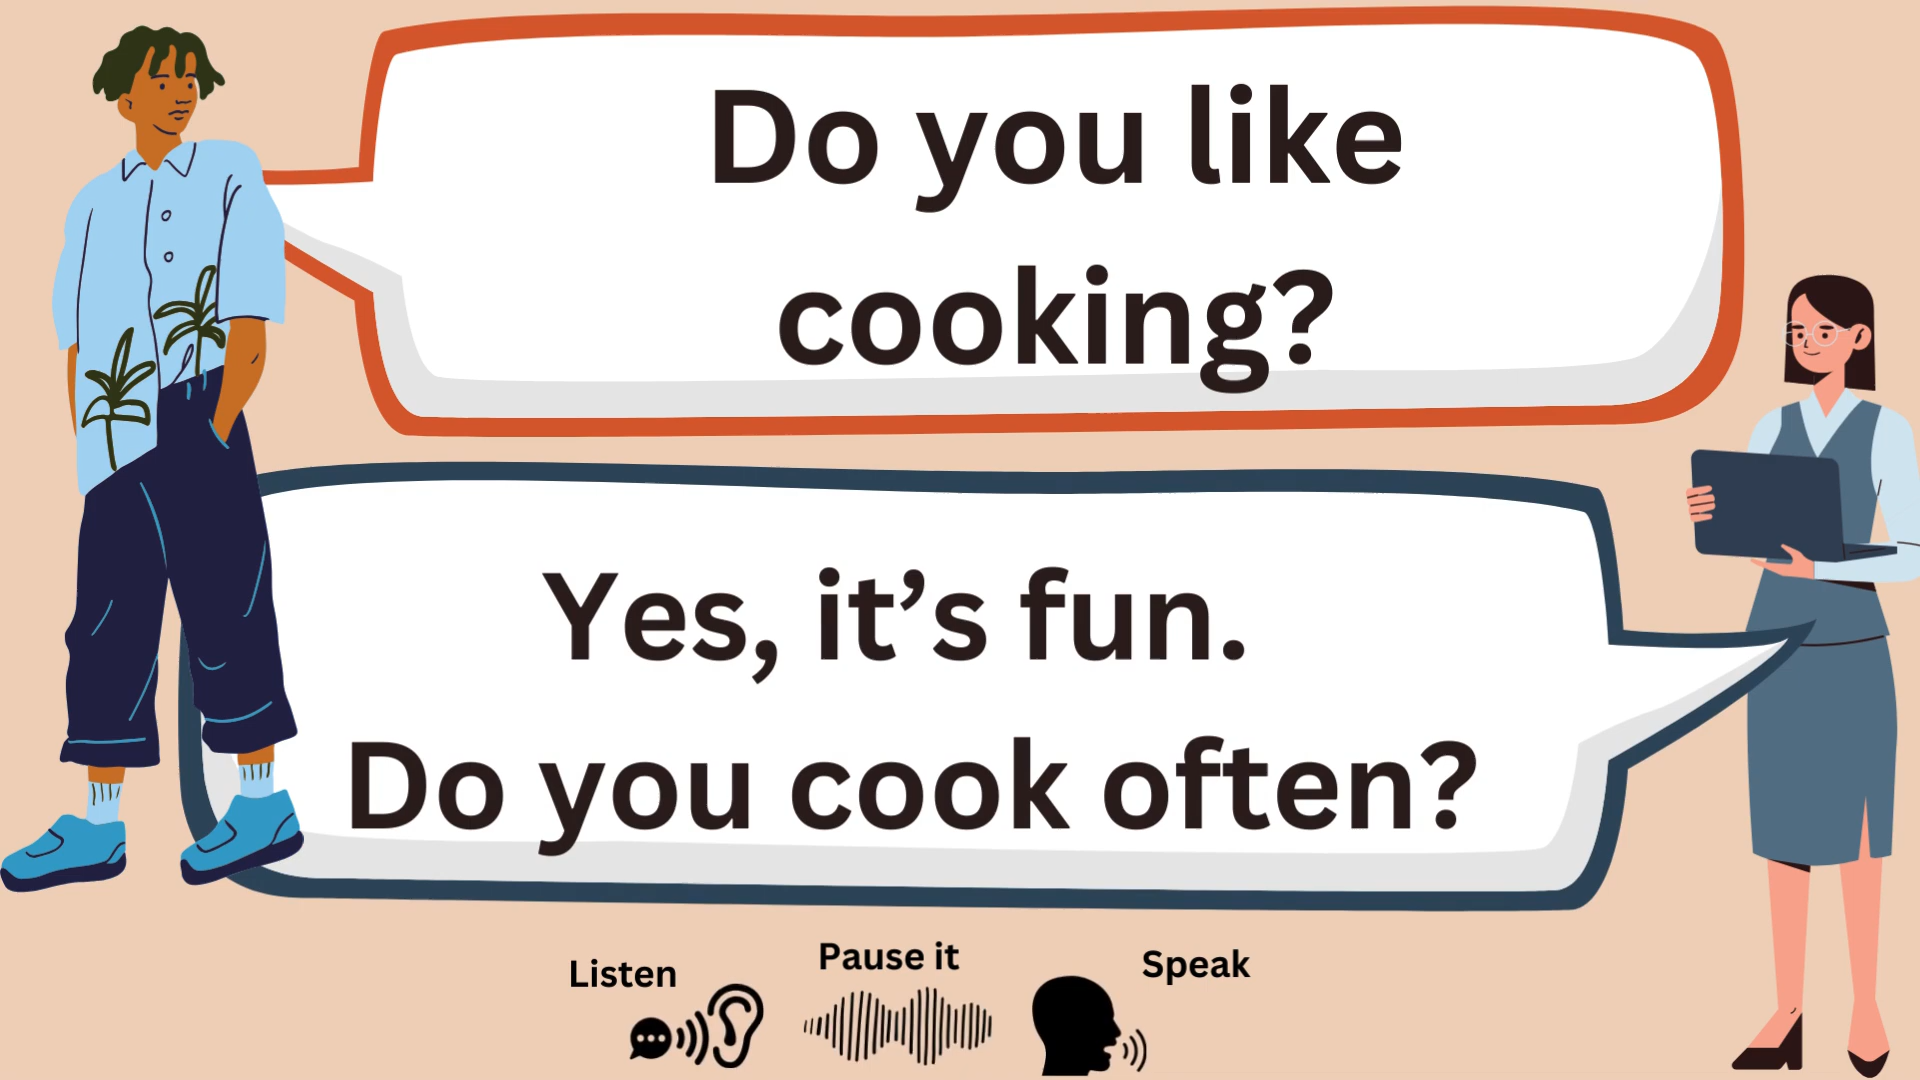 Do you like
cooking?
Yes, it’s fun.
Do you cook often?
Listen
Pause it
Speak